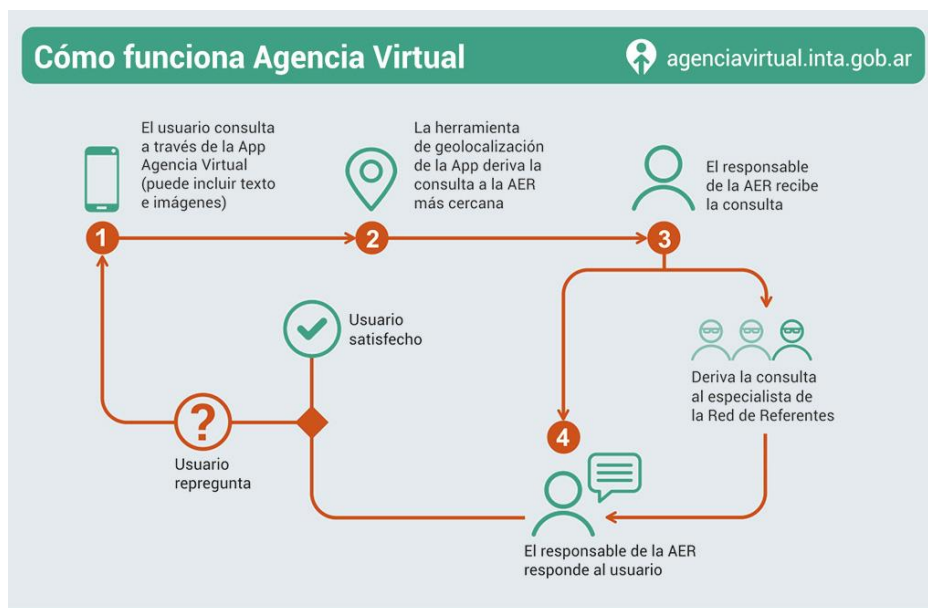 Cómo funciona Agencia Virtual
agenciavirtual.inta.gob.ar
El usuario consulta
a través de la App
Agencia Virtual
(puede incluir texto
e imágenes)
La herramienta
de geolocalización
de la App deriva la
consulta a la AER
más cercana
El responsable
de la AER recibe
la consulta
1
2
3
Usuario
satisfecho
Deriva la consulta
al especialista de
la Red de Referentes
?
4
Usuario
repregunta
El responsable de la AER
responde al usuario